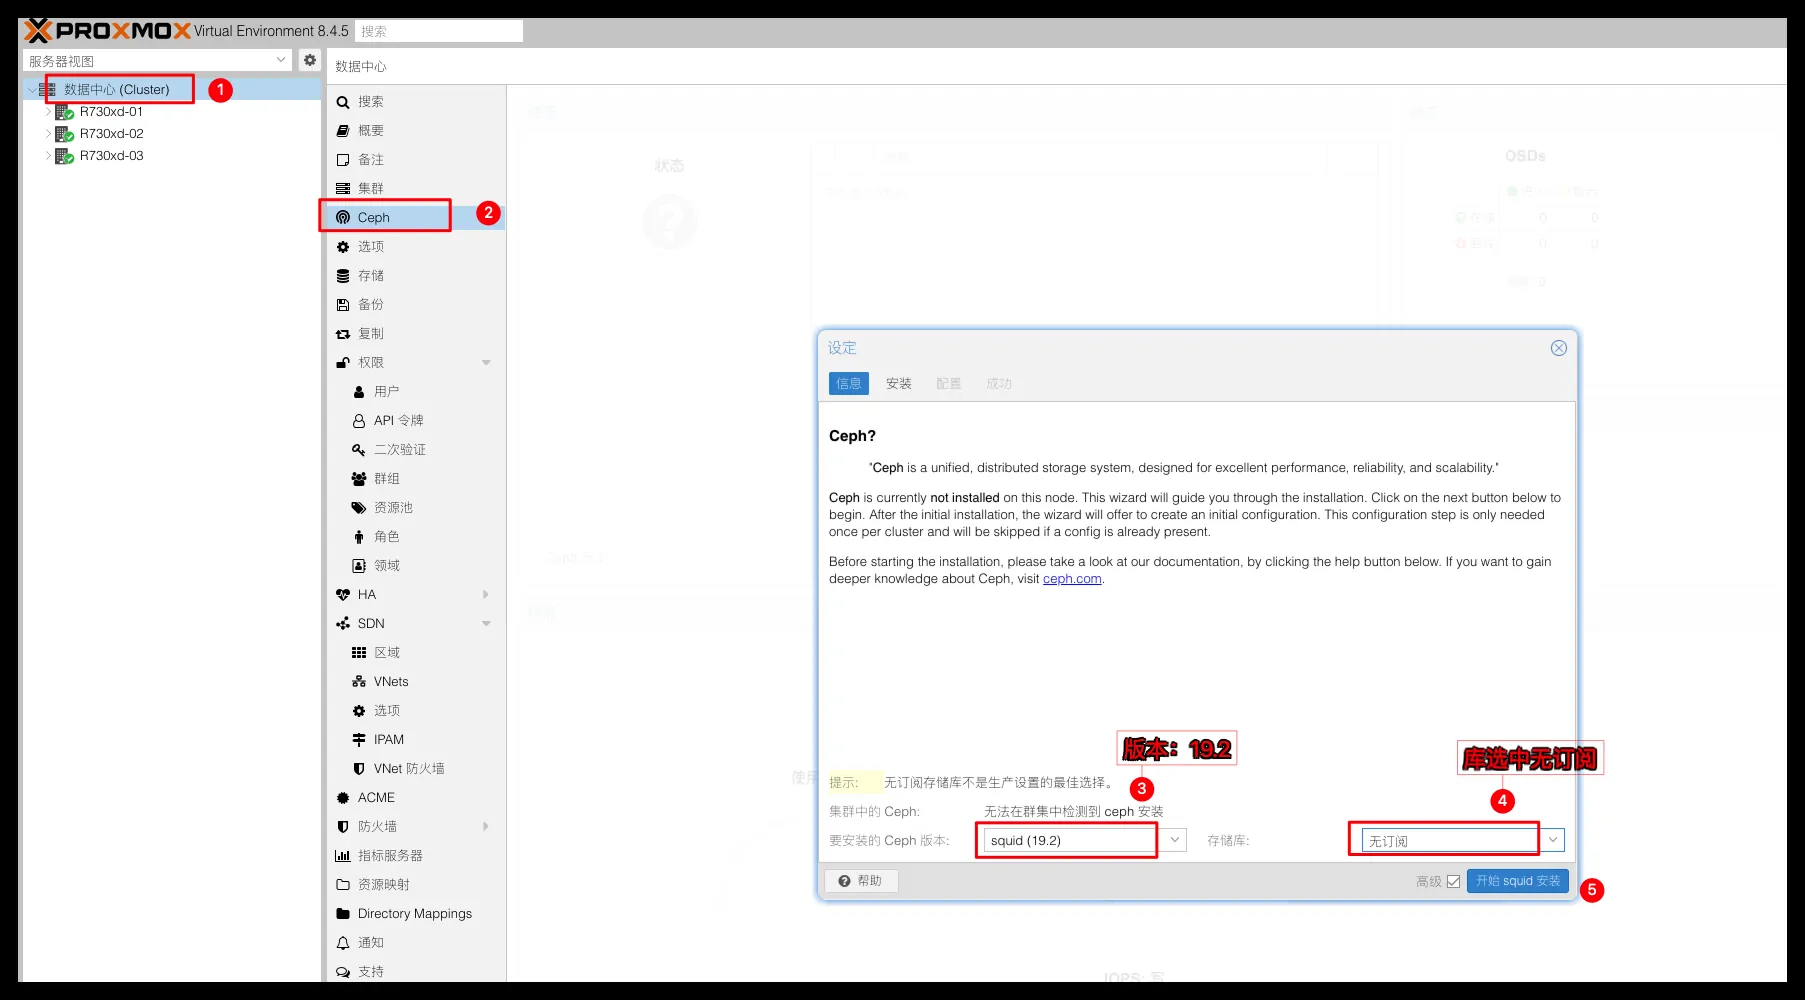 PROXMOX Virtual Environment 8.4.5 搜索
服务器视图
数据中心 (Cluster)
1
R730xd-01
R730xd-02
R730xd-03
数据中心
搜索
概要
备注
集群
Ceph
2
选项
存储
备份
复制
权限
用户
API 令牌
二次验证
群组
资源池
角色
领域
HA
SDN
区域
VNets
选项
IPAM
VNet 防火墙
ACME
防火墙
指标服务器
资源映射
Directory Mappings
通知
支持
状态
OSDs
设定
信息 安装 配置 成功
Ceph?
"Ceph is a unified, distributed storage system, designed for excellent performance, reliability, and scalability."
Ceph is currently not installed on this node. This wizard will guide you through the installation. Click on the next button below to
begin. After the initial installation, the wizard will offer to create an initial configuration. This configuration step is only needed
once per cluster and will be skipped if a config is already present.
Before starting the installation, please take a look at our documentation, by clicking the help button below. If you want to gain
deeper knowledge about Ceph, visit ceph.com.
版本：19.2
库选中无订阅
提示: 无订阅存储库不是生产设置的最佳选择。
3
4
集群中的 Ceph: 无法在群集中检测到 ceph 安装
要安装的 Ceph 版本: squid (19.2) 存储库: 无订阅
帮助 高级 开始 squid 安装
5
IOPS: 写